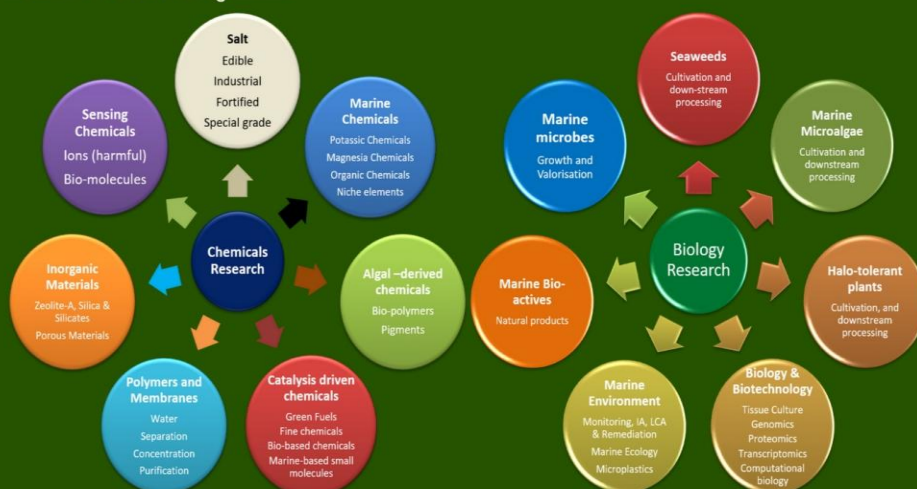 Salt
Edible
Industrial
Fortified
Special grade
Sensing
Chemicals
Ions (harmful)
Bio-molecules
Marine
Chemicals
Potassic Chemicals
Magnesia Chemicals
Organic Chemicals
Niche elements
Chemicals
Research
Inorganic
Materials
Zeolite-A, Silica &
Silicates
Porous Materials
Algal –derived
chemicals
Bio-polymers
Pigments
Polymers and
Membranes
Water
Separation
Concentration
Purification
Catalysis driven
chemicals
Green Fuels
Fine chemicals
Bio-based chemicals
Marine-based small
molecules
Seaweeds
Cultivation and
down-stream
processing
Marine
microbes
Growth and
Valorisation
Marine
Microalgae
Cultivation and
downstream
processing
Biology
Research
Marine Bio-
actives
Natural products
Halo-tolerant
plants
Cultivation, and
downstream
processing
Marine
Environment
Monitoring, IA, LCA
& Remediation
Marine Ecology
Microplastics
Biology &
Biotechnology
Tissue Culture
Genomics
Proteomics
Transcriptomics
Computational
biology